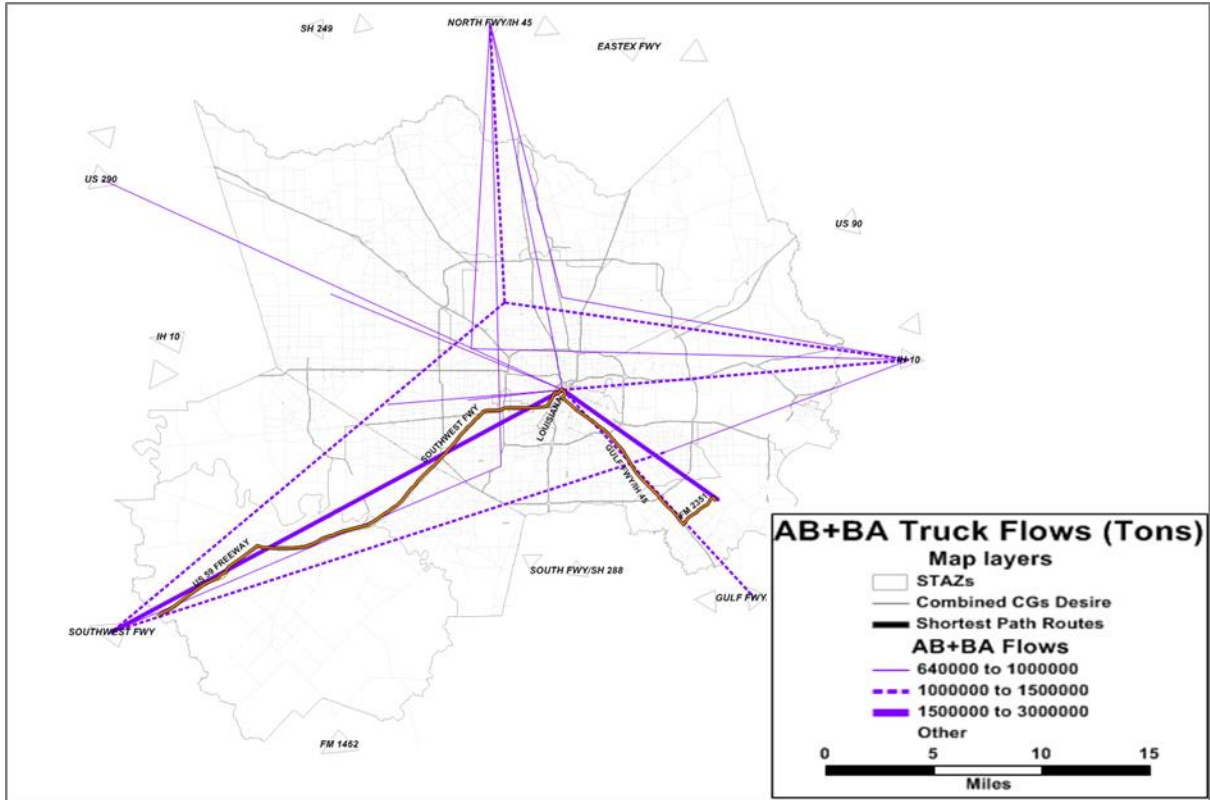 NORTH FWY/IH 45
SH 249
EASTEX FWY
US 290
US 90
IH 10
IH 10
LOUISIANA
SOUTHWEST FWY
GULF FWY/IH 45
FM 2351
US 59 FREEWAY
SOUTH FWY/SH 288
GULF FWY
SOUTHWEST FWY
FM 1462
AB+BA Truck Flows (Tons)
Map layers
STAZs
Combined CGs Desire
Shortest Path Routes
AB+BA Flows
640000 to 1000000
1000000 to 1500000
1500000 to 3000000
Other
0 5 10 15
Miles